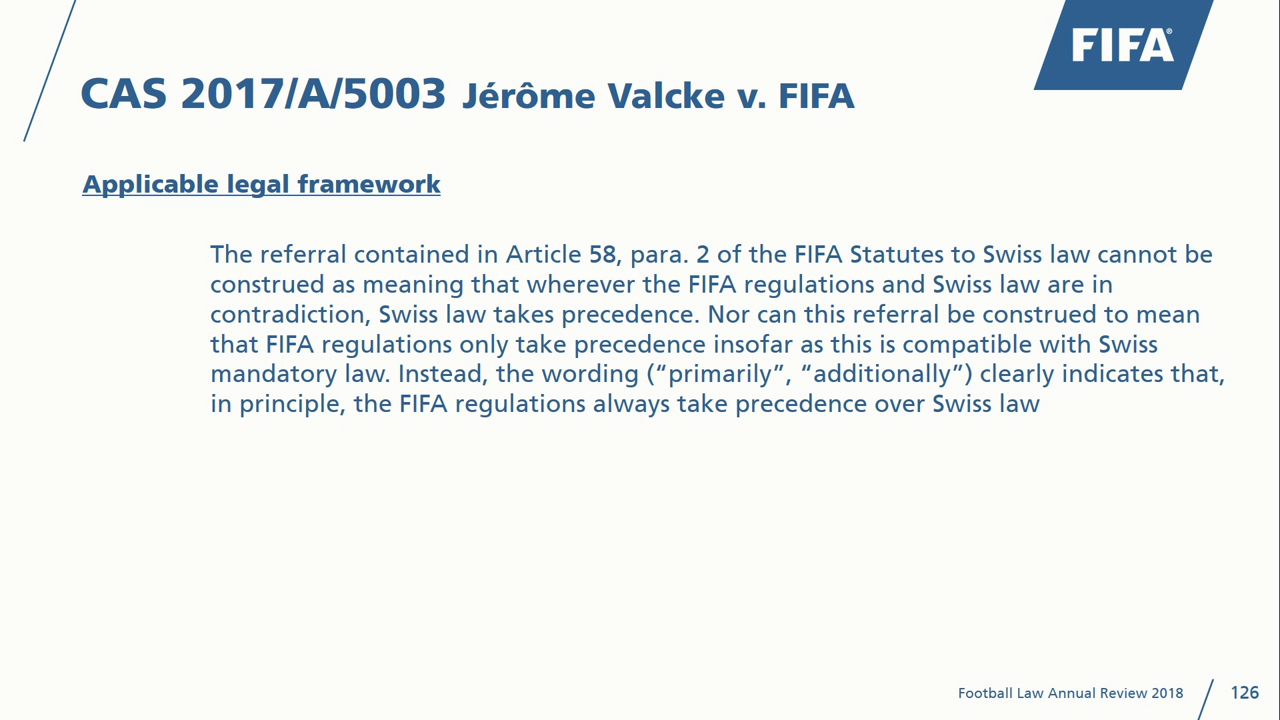 FIFA®
CAS 2017/A/5003 Jérôme Valcke v. FIFA
Applicable legal framework
The referral contained in Article 58, para. 2 of the FIFA Statutes to Swiss law cannot be
construed as meaning that wherever the FIFA regulations and Swiss law are in
contradiction, Swiss law takes precedence. Nor can this referral be construed to mean
that FIFA regulations only take precedence insofar as this is compatible with Swiss
mandatory law. Instead, the wording (“primarily”, “additionally”) clearly indicates that,
in principle, the FIFA regulations always take precedence over Swiss law
Football Law Annual Review 2018 126